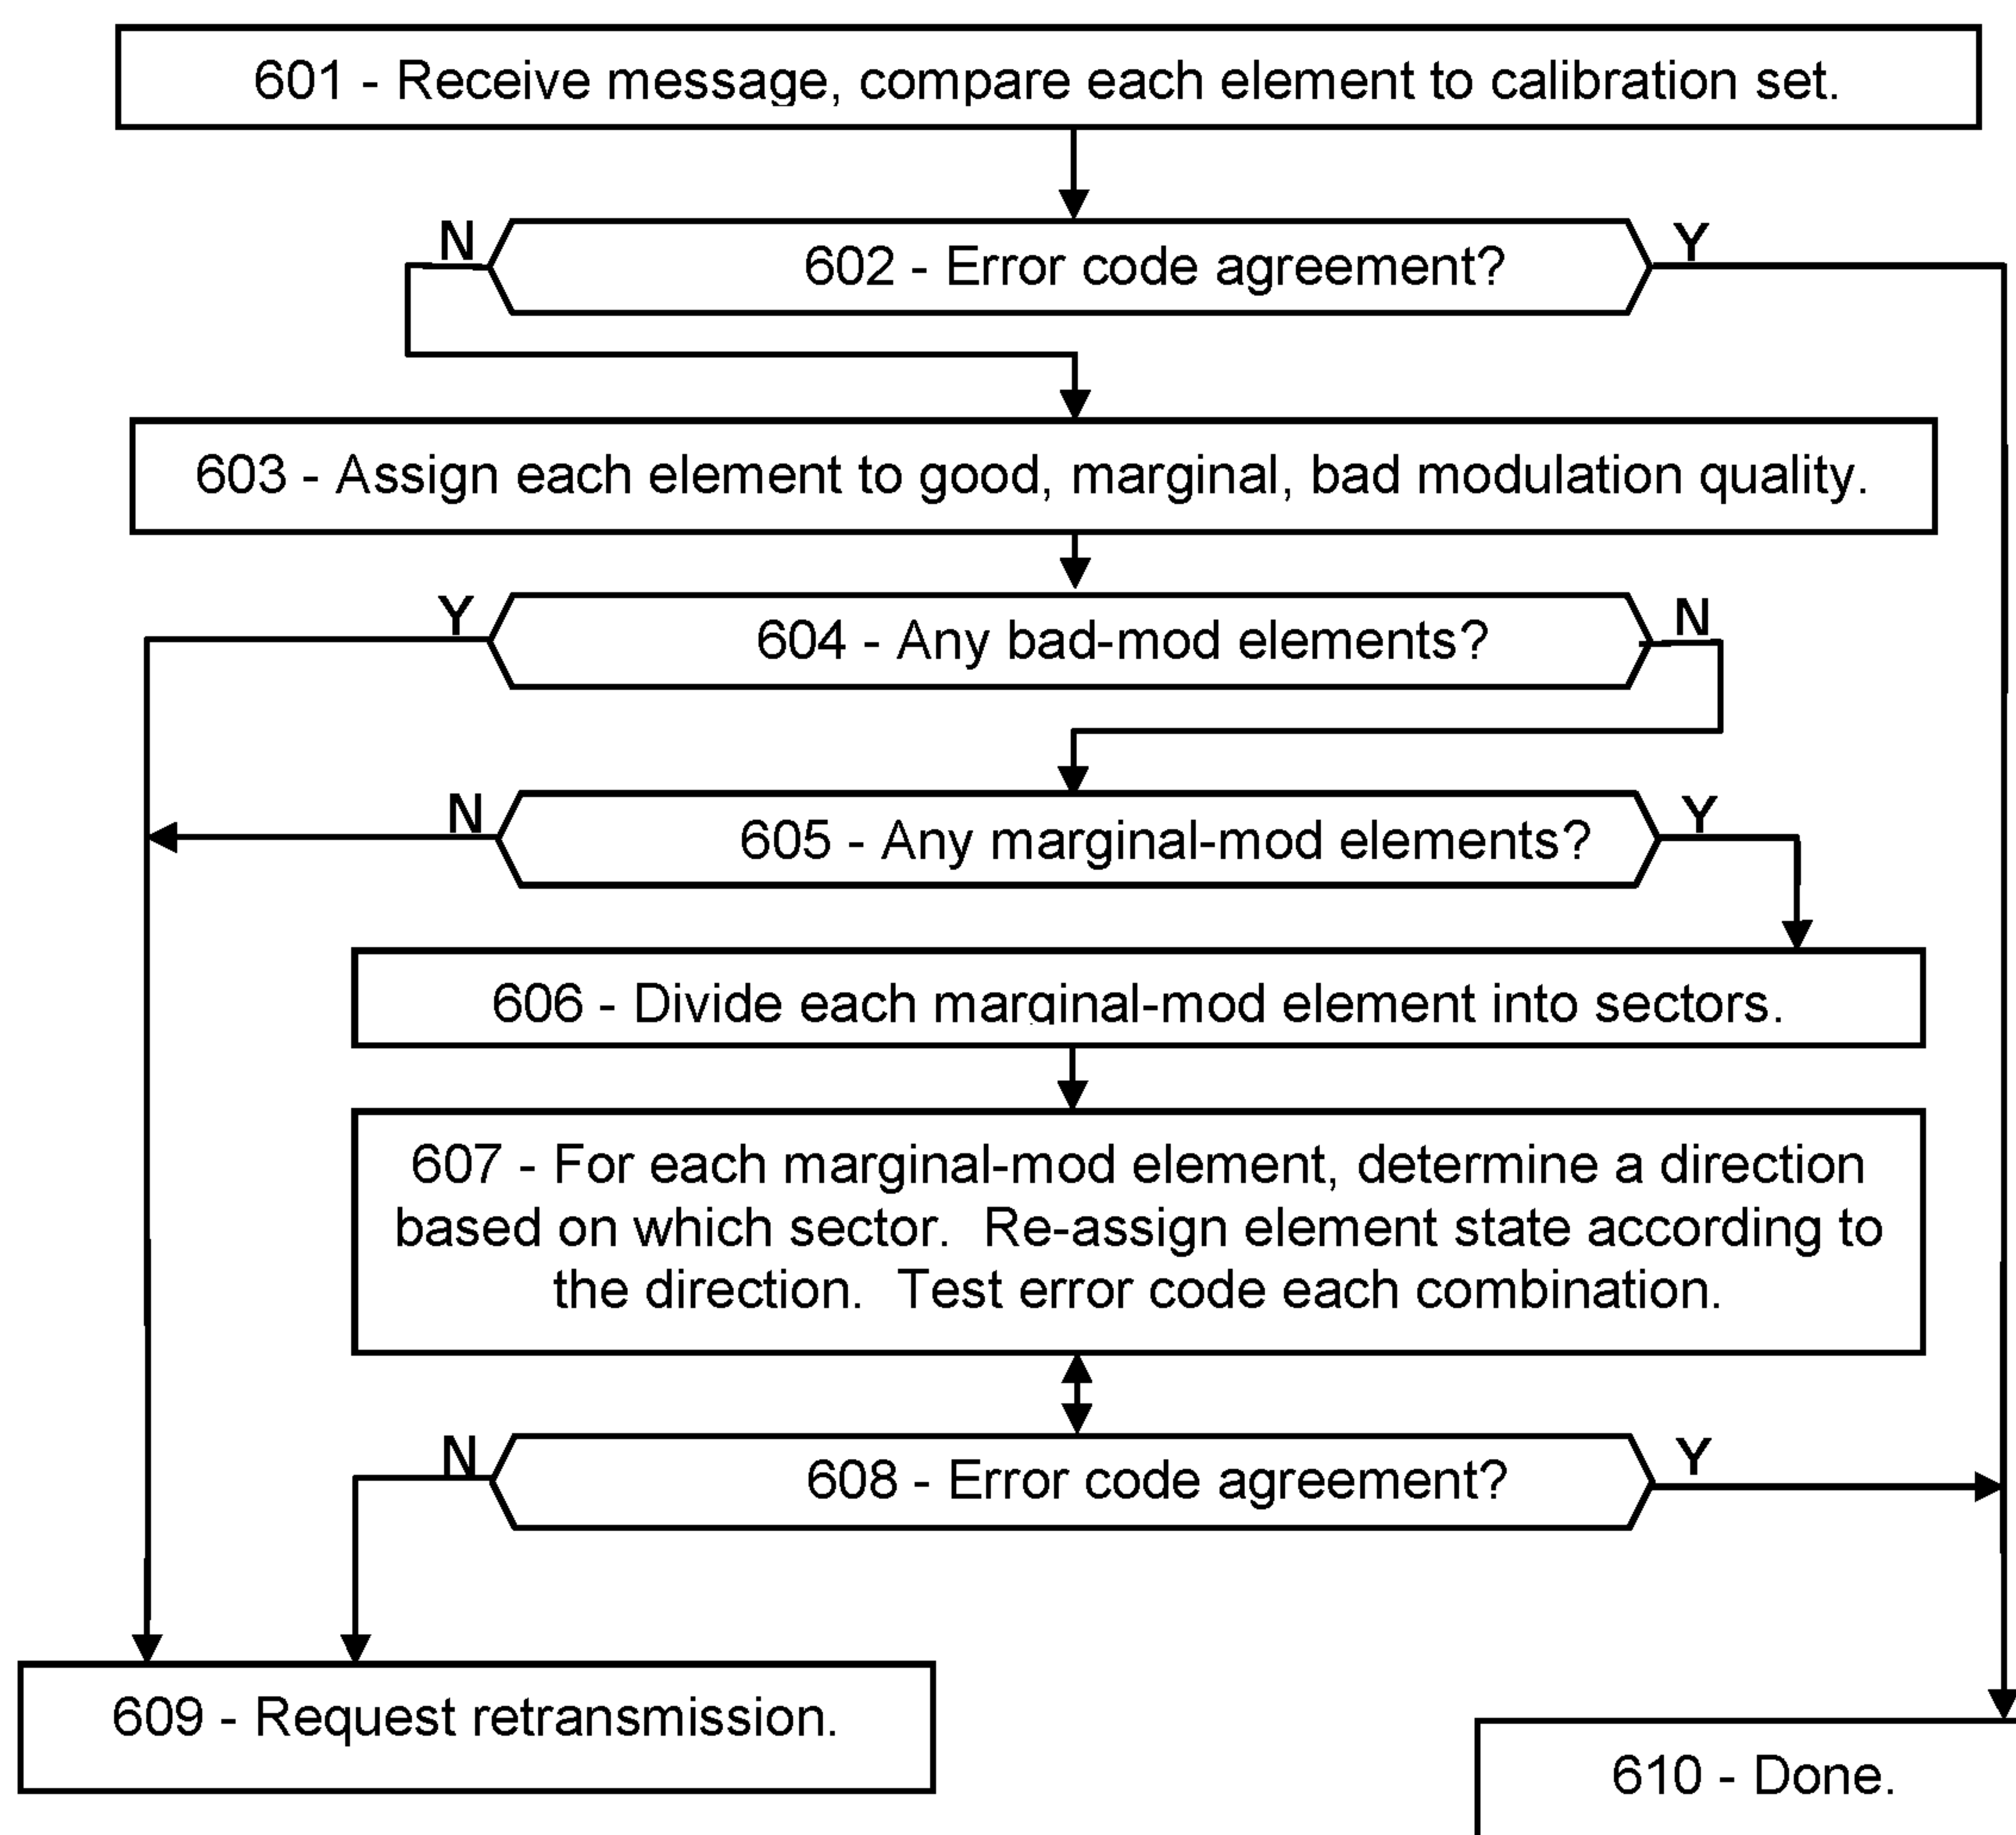 601 - Receive message, compare each element to calibration set.
N
Y
602 - Error code agreement?
603 - Assign each element to good, marginal, bad modulation quality.
Y
N
604 - Any bad-mod elements?
N
Y
605 - Any marginal-mod elements?
606 - Divide each marginal-mod element into sectors.
607 - For each marginal-mod element, determine a direction
based on which sector.  Re-assign element state according to
the direction.  Test error code each combination.
N
Y
608 - Error code agreement?
609 - Request retransmission.
610 - Done.